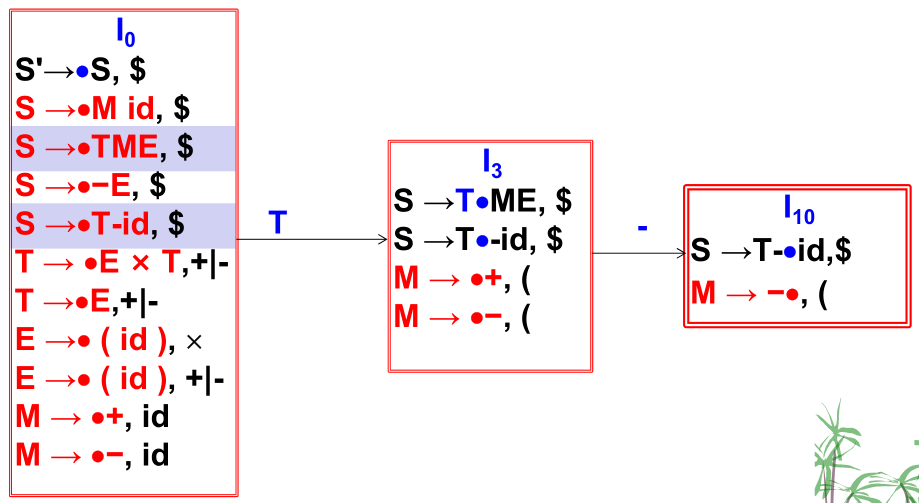 I₀
S'→•S, $
S →•M id, $
S →•TME, $
S →•−E, $
S →•T-id, $
T → •E × T,+|-
T →•E,+|-
E →• ( id ), ×
E →• ( id ), +|-
M → •+, id
M → •−, id
T
I₃
S →T•ME, $
S →T•-id, $
M → •+, (
M → •−, (
-
I₁₀
S →T-•id,$
M → −•, (